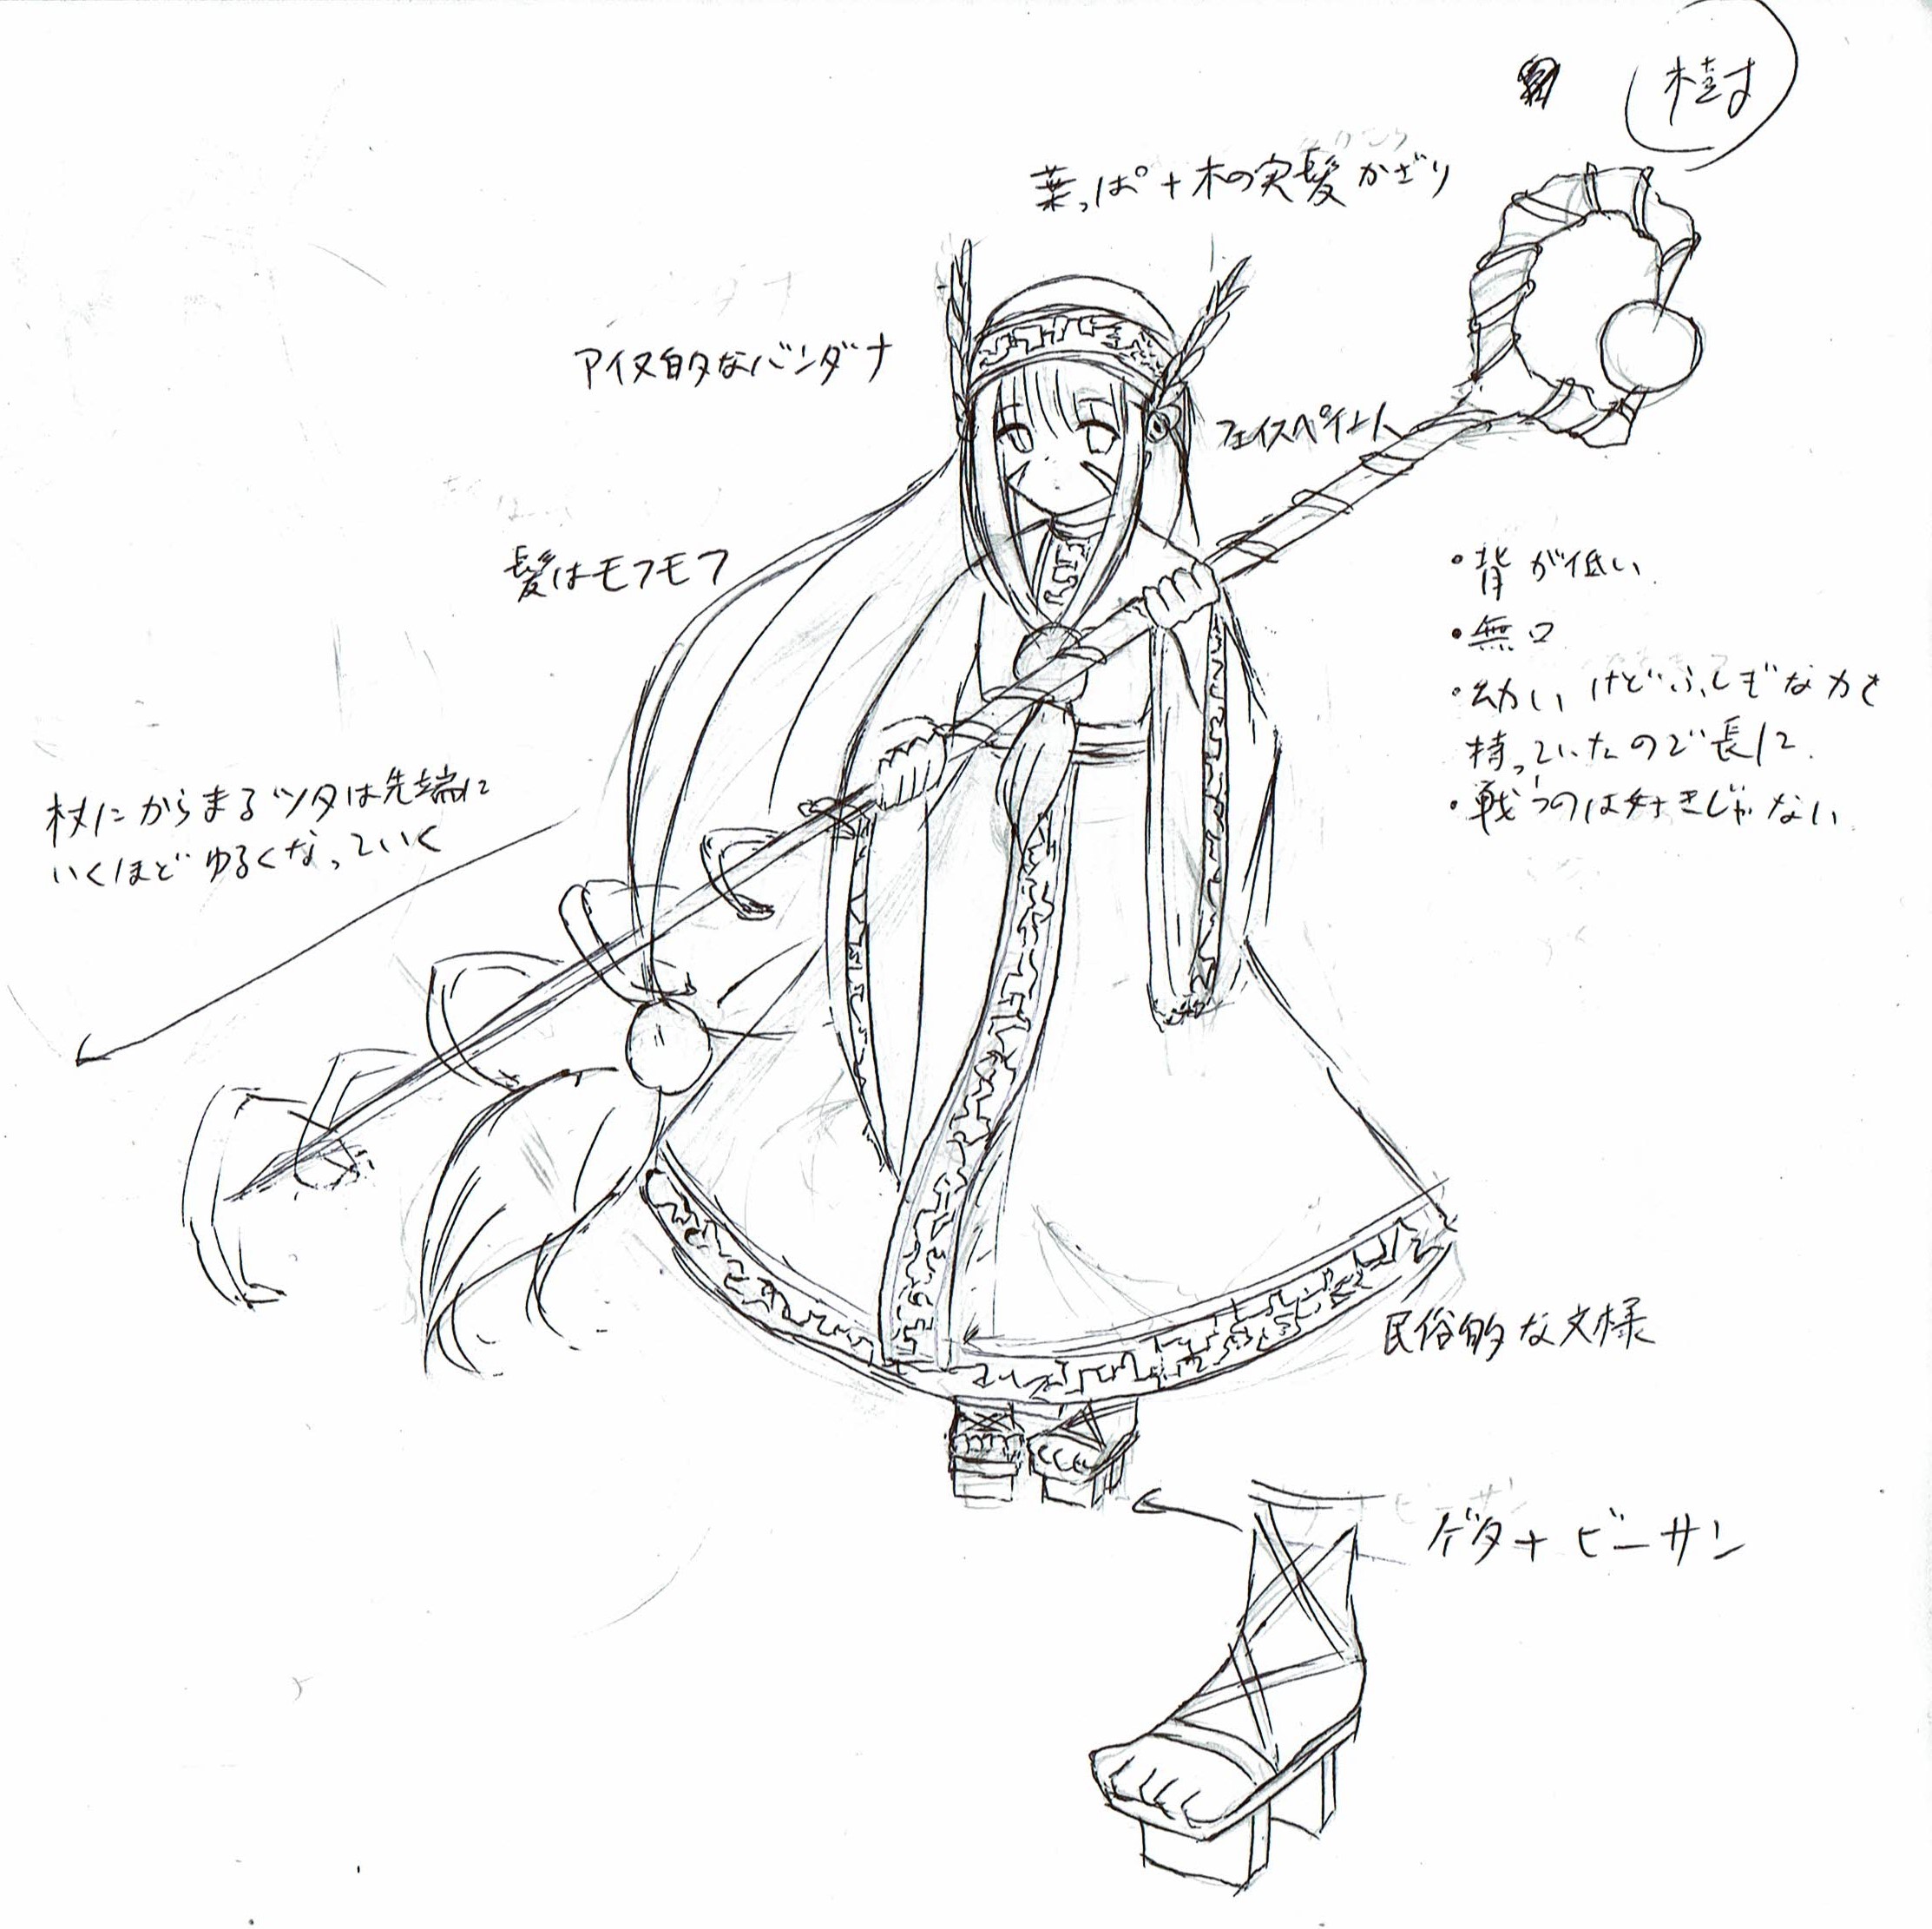 樹
葉っぱ+木の実髪かざり
アイヌ的なバンダナ
フェイスペイント
髪はモフモフ
・背が低い
・無口
・幼いけどふしぎな力を
持っていたので長に
・戦うのは好きじゃない
杖にからまるツタは先端に
いくほどゆるくなっていく
民俗的な文様
ゲタ+ビーサン